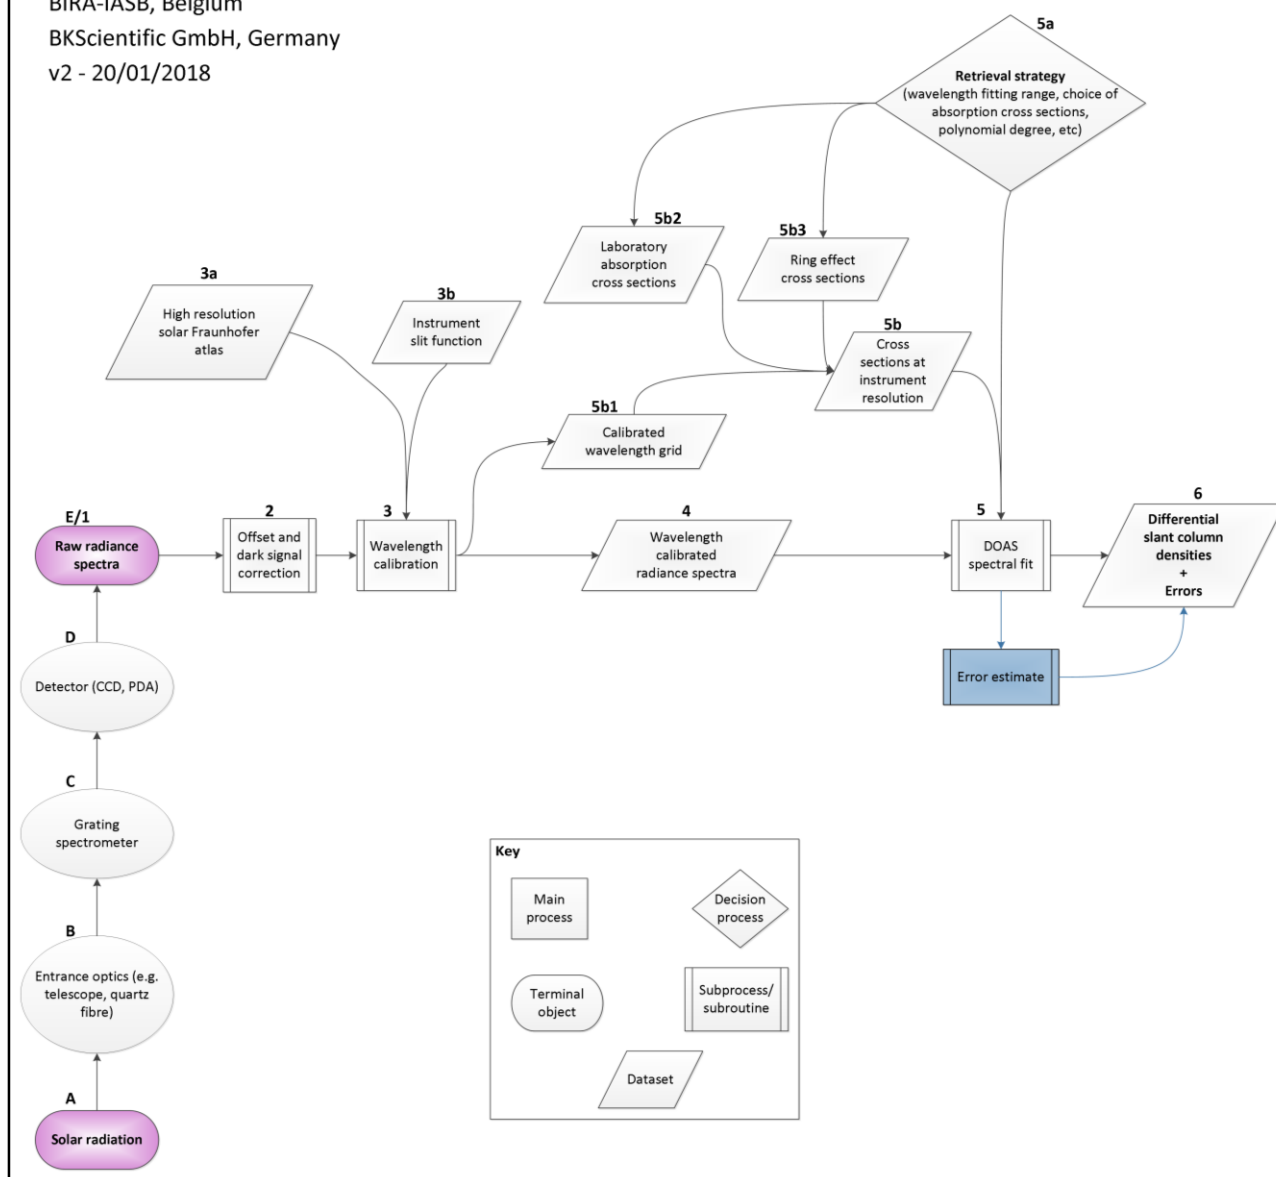 BIRA-IASB, Belgium
BKScientific GmbH, Germany
v2 - 20/01/2018
5a
Retrieval strategy
(wavelength fitting range, choice of
absorption cross sections,
polynomial degree, etc)
5b2
Laboratory
absorption
cross sections
5b3
Ring effect
cross sections
3a
High resolution
solar Fraunhofer
atlas
3b
Instrument
slit function
5b
Cross
sections at
instrument
resolution
5b1
Calibrated
wavelength grid
E/1
Raw radiance
spectra
2
Offset and
dark signal
correction
3
Wavelength
calibration
4
Wavelength
calibrated
radiance spectra
5
DOAS
spectral fit
6
Differential
slant column
densities
+
Errors
Error estimate
D
Detector (CCD, PDA)
C
Grating
spectrometer
B
Entrance optics (e.g.
telescope, quartz
fibre)
A
Solar radiation
Key
Main
process
Decision
process
Terminal
object
Subprocess/
subroutine
Dataset